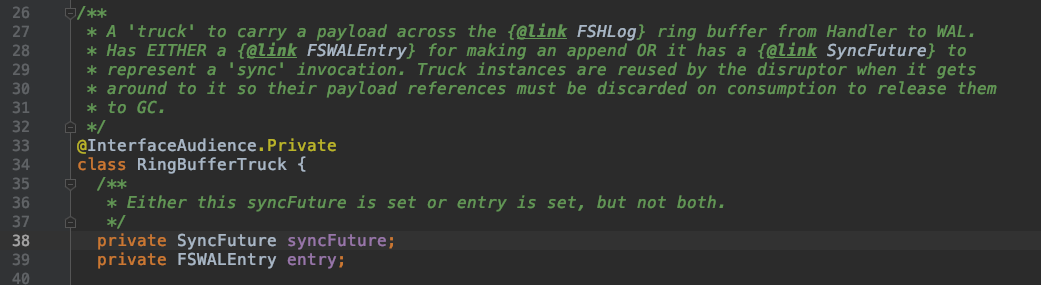 26 /**
27  * A 'truck' to carry a payload across the {@link FSHLog} ring buffer from Handler to WAL.
28  * Has EITHER a {@link FSWALEntry} for making an append OR it has a {@link SyncFuture} to
29  * represent a 'sync' invocation. Truck instances are reused by the disruptor when it gets
30  * around to it so their payload references must be discarded on consumption to release them
31  * to GC.
32  */
33 @InterfaceAudience.Private
34 class RingBufferTruck {
35   /**
36    * Either this syncFuture is set or entry is set, but not both.
37    */
38   private SyncFuture syncFuture;
39   private FSWALEntry entry;
40